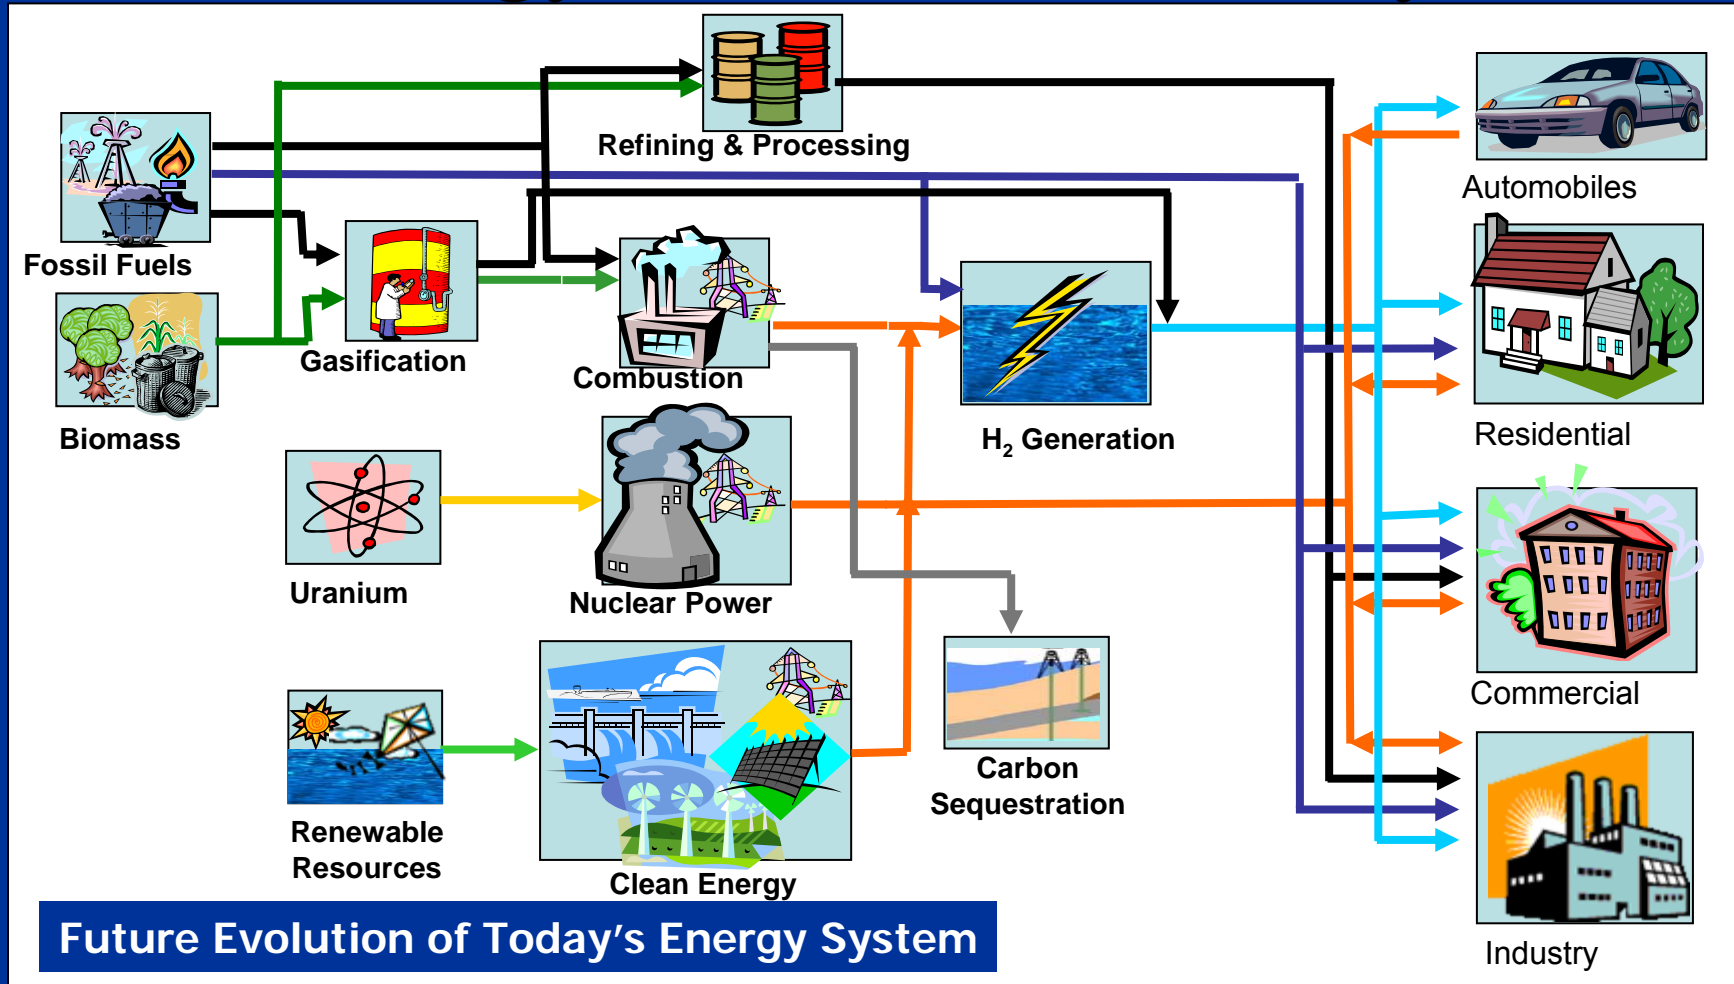 Refining & Processing
Automobiles
Fossil Fuels
Gasification
Combustion
Biomass
H₂ Generation
Residential
Uranium
Nuclear Power
Commercial
Carbon
Sequestration
Renewable
Resources
Clean Energy
Future Evolution of Today's Energy System
Industry